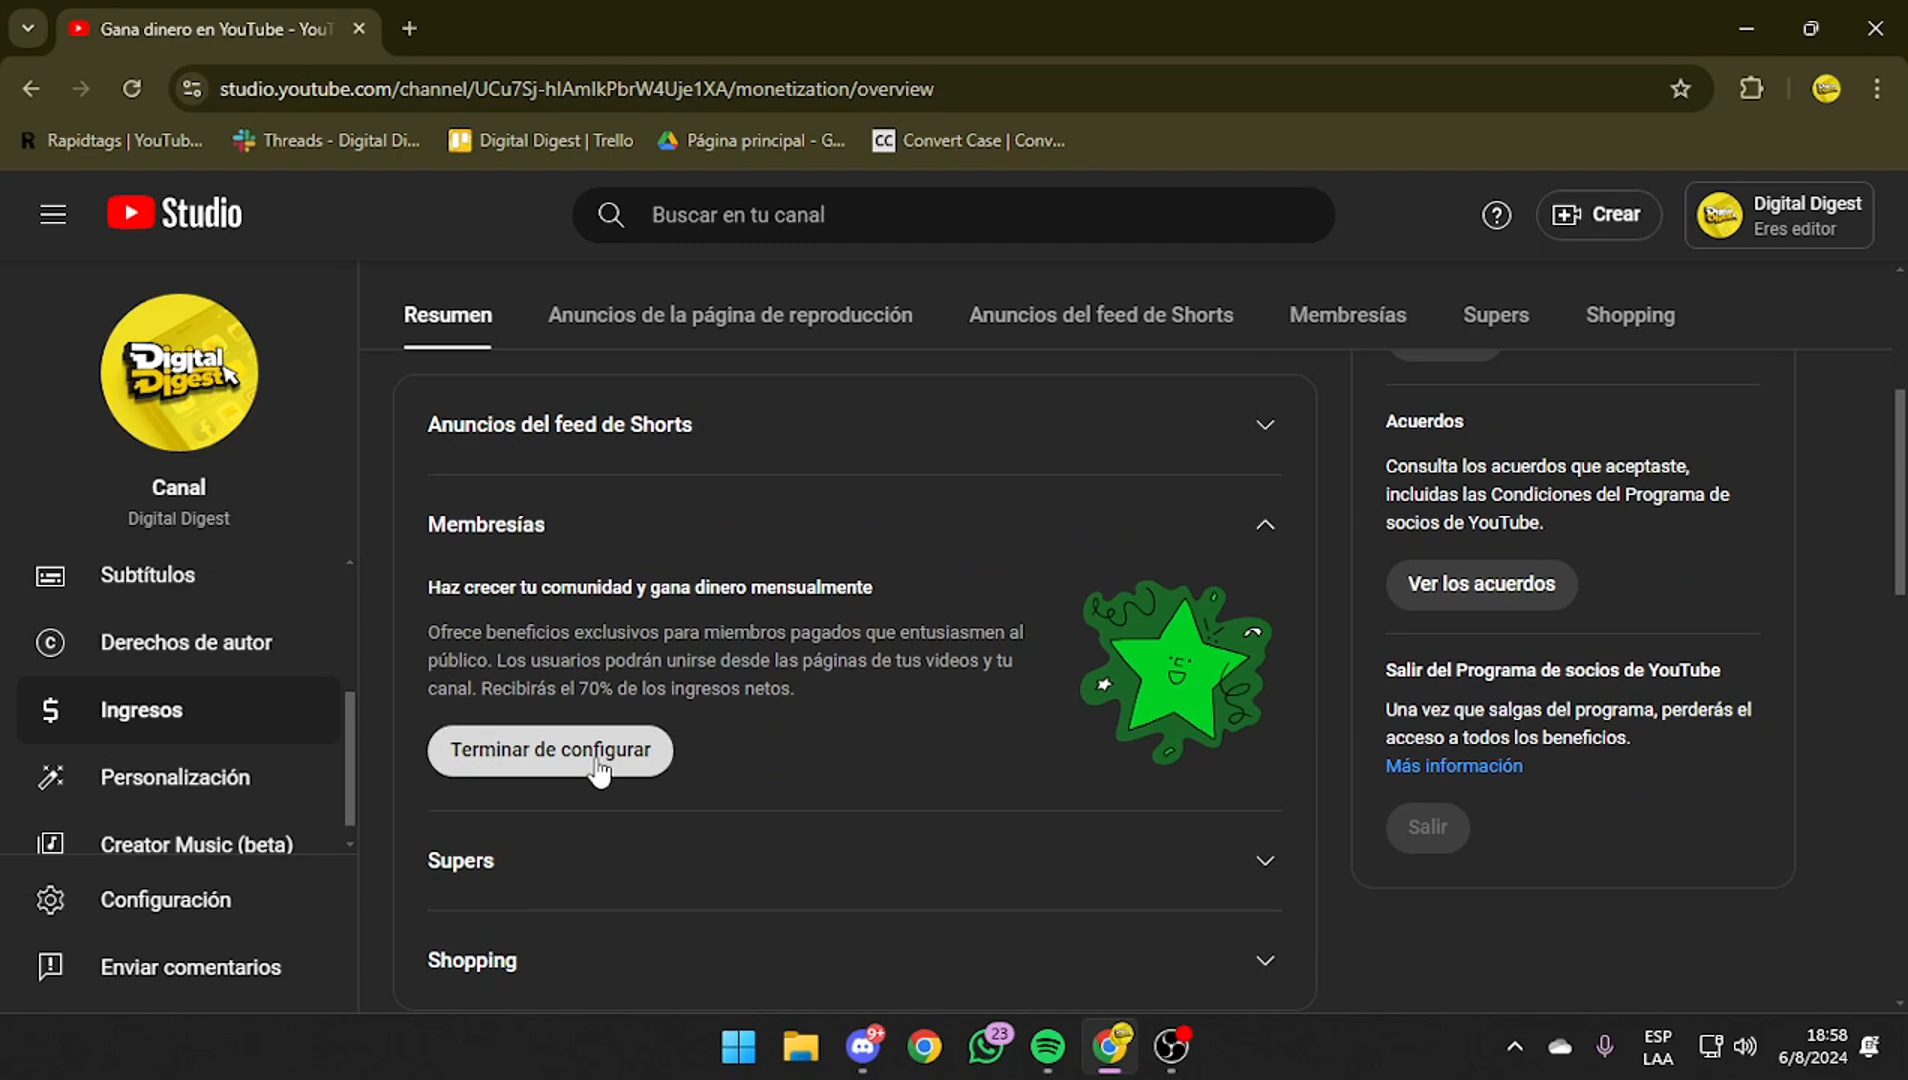 Gana dinero en YouTube - YouT
studio.youtube.com/channel/UCu7Sj-hIAmIkPbrW4Uje1XA/monetization/overview
Rapidtags | YouTub...
Threads - Digital Di...
Digital Digest | Trello
Página principal - G...
CC
Convert Case | Conv...
Studio
Buscar en tu canal
Crear
Digital Digest
Eres editor
Resumen
Anuncios de la página de reproducción
Anuncios del feed de Shorts
Membresías
Supers
Shopping
Digital
Digest
Canal
Digital Digest
Subtítulos
Derechos de autor
Ingresos
Personalización
Creator Music (beta)
Configuración
Enviar comentarios
Anuncios del feed de Shorts
Membresías
Haz crecer tu comunidad y gana dinero mensualmente
Ofrece beneficios exclusivos para miembros pagados que entusiasmen al
público. Los usuarios podrán unirse desde las páginas de tus videos y tu
canal. Recibirás el 70% de los ingresos netos.
Terminar de configurar
Supers
Shopping
Acuerdos
Consulta los acuerdos que aceptaste,
incluidas las Condiciones del Programa de
socios de YouTube.
Ver los acuerdos
Salir del Programa de socios de YouTube
Una vez que salgas del programa, perderás el
acceso a todos los beneficios.
Más información
Salir
9+
23
ESP
LAA
18:58
6/8/2024